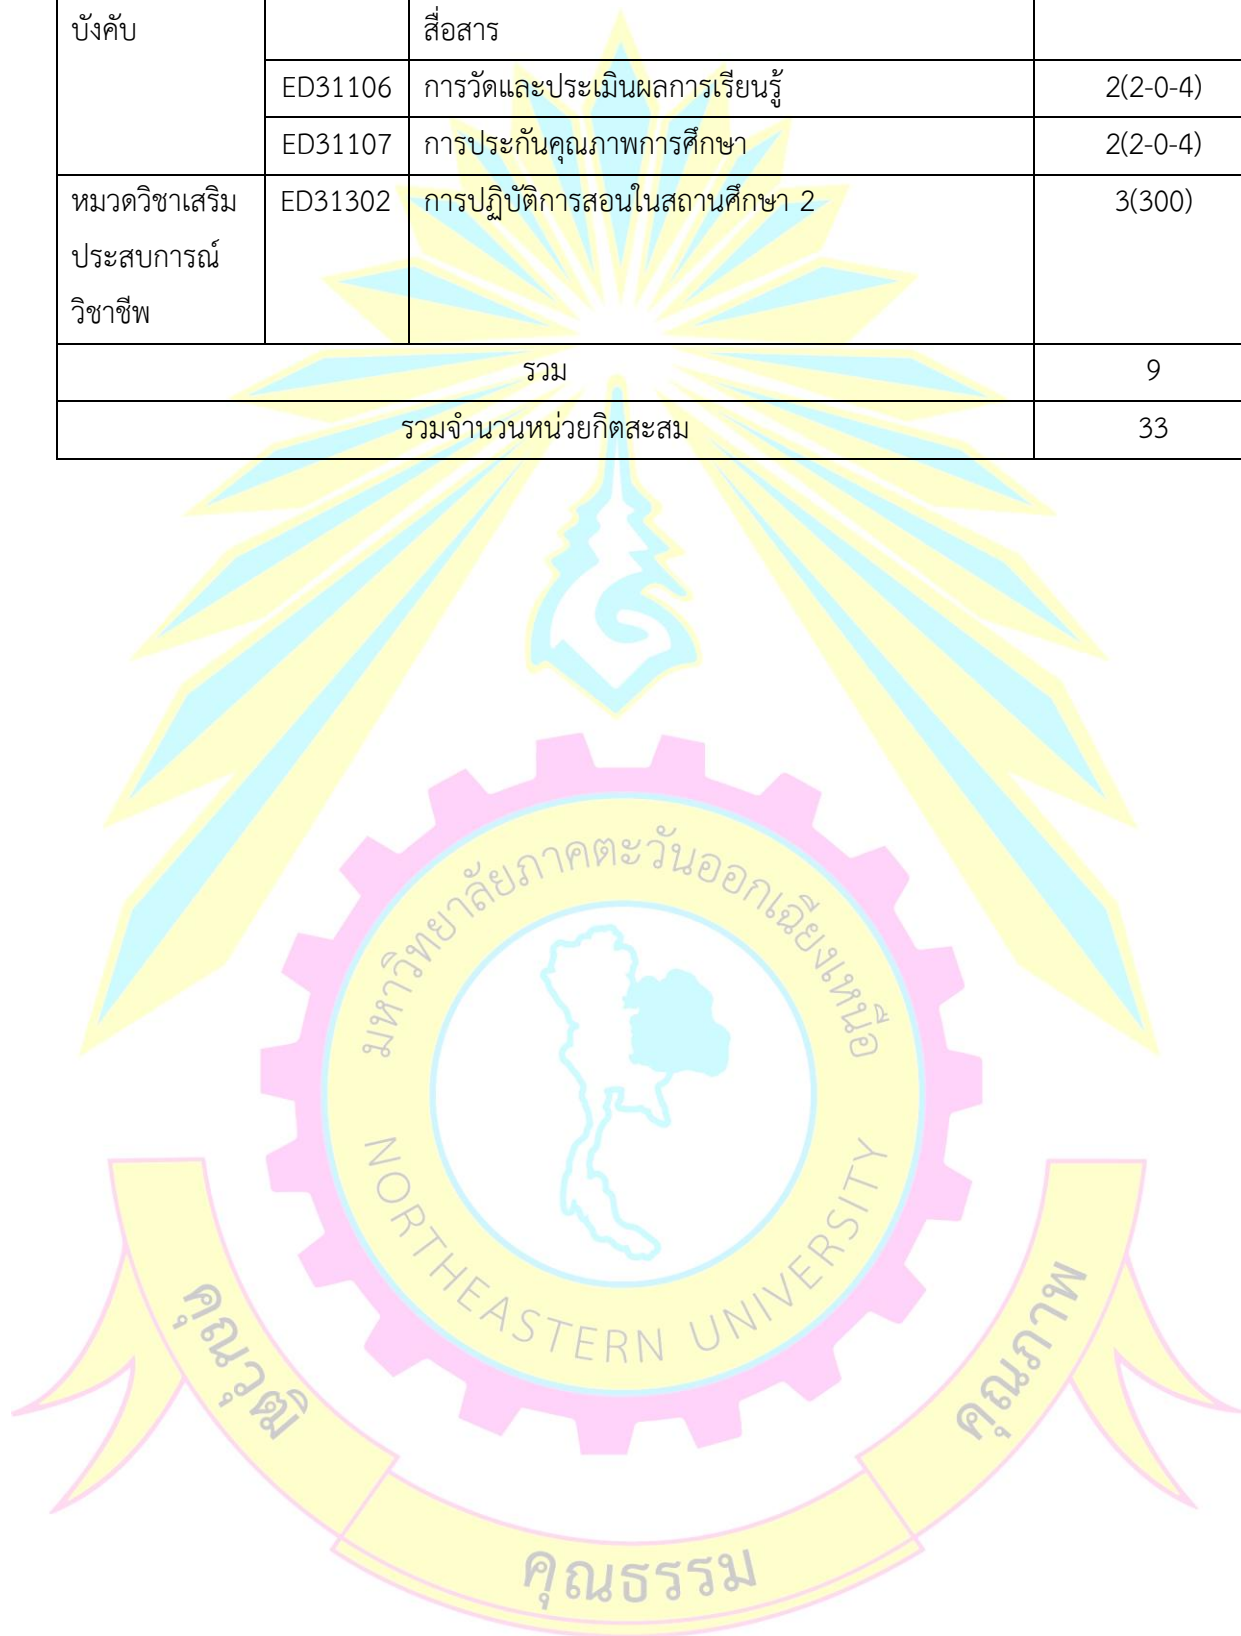 บังคับ สื่อสาร
ED31106 การวัดและประเมินผลการเรียนรู้ 2(2-0-4)
ED31107 การประกันคุณภาพการศึกษา 2(2-0-4)
หมวดวิชาเสริม ED31302 การปฏิบัติการสอนในสถานศึกษา 2 3(300)
ประสบการณ์
วิชาชีพ
รวม 9
รวมจำนวนหน่วยกิตสะสม 33
มหาวิทยาลัยภาคตะวันออกเฉียงเหนือ
NORTHEASTERN UNIVERSITY
คุณวุฒิ
คุณธรรม
คุณภาพ